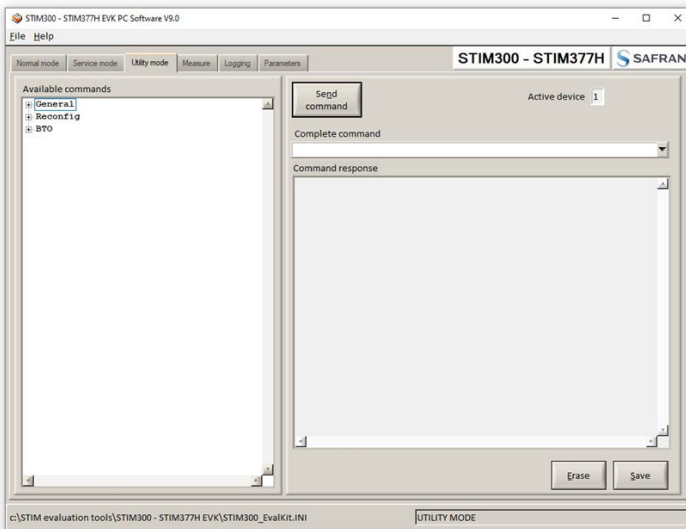 STIM300 - STIM377H EVK PC Software V9.0
File Help
Normal mode Service mode Utility mode Measure Logging Parameters
STIM300 - STIM377H SAFRAN
Available commands
General
Reconfig
BTO
Send
command
Active device 1
Complete command
Command response
Erase Save
c:\STIM evaluation tools\STIM300 - STIM377H EVK\STIM300_EvalKit.INI UTILITY MODE